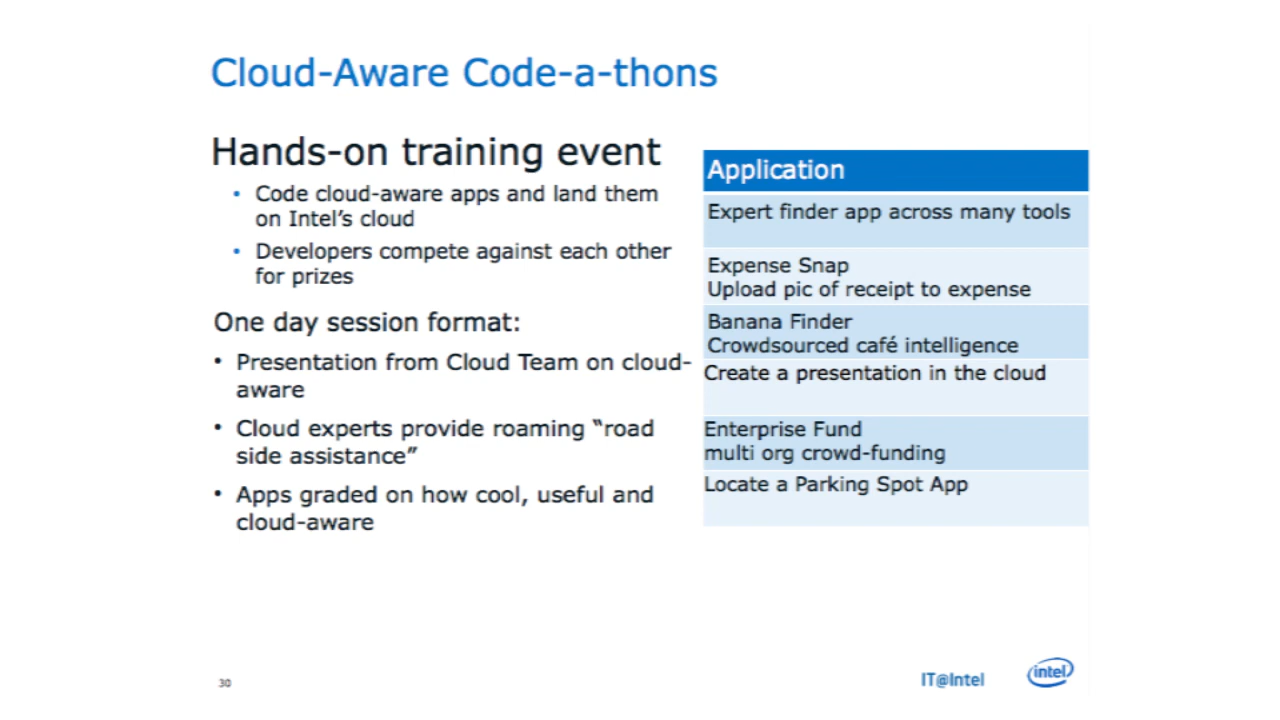 Cloud-Aware Code-a-thons
Hands-on training event
• Code cloud-aware apps and land them
on Intel’s cloud
• Developers compete against each other
for prizes
One day session format:
• Presentation from Cloud Team on cloud-
aware
• Cloud experts provide roaming “road
side assistance”
• Apps graded on how cool, useful and
cloud-aware
Application
Expert finder app across many tools
Expense Snap
Upload pic of receipt to expense
Banana Finder
Crowdsourced café intelligence
Create a presentation in the cloud
Enterprise Fund
multi org crowd-funding
Locate a Parking Spot App
30
IT@Intel
intel